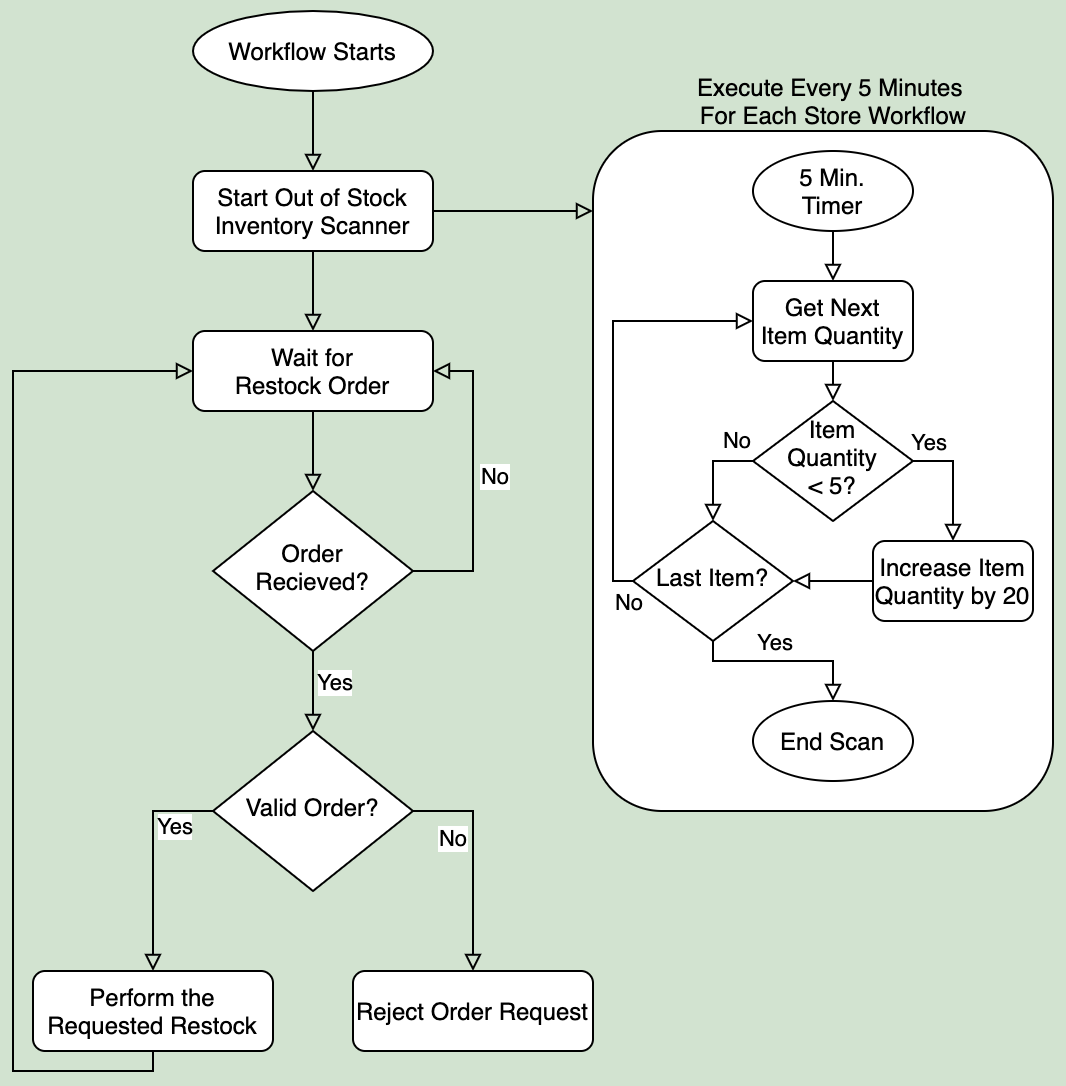 Workflow Starts
Execute Every 5 Minutes
For Each Store Workflow
Start Out of Stock
Inventory Scanner
5 Min.
Timer
Get Next
Item Quantity
Wait for
Restock Order
Item
Quantity
< 5?
No
Yes
No
Order
Recieved?
Last Item?
Increase Item
Quantity by 20
No
Yes
Yes
End Scan
Valid Order?
Yes
No
Perform the
Requested Restock
Reject Order Request